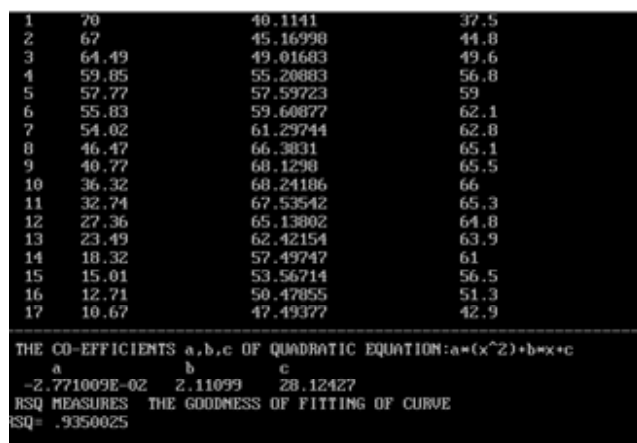 1 70 40.1141 37.5
2 67 45.16998 44.8
3 64.49 49.01683 49.6
4 59.85 55.20883 56.8
5 57.77 57.59723 59
6 55.83 59.60877 62.1
7 54.02 61.29744 62.8
8 46.47 66.3831 65.1
9 40.77 68.1298 65.5
10 36.32 68.24186 66
11 32.74 67.53542 65.3
12 27.36 65.13802 64.8
13 23.49 62.42154 63.9
14 18.32 57.49747 61
15 15.01 53.56714 56.5
16 12.71 50.47855 51.3
17 10.67 47.49377 42.9
THE CO-EFFICIENTS a,b,c OF QUADRATIC EQUATION:a*(x^2)+b*x+c
a b c
-2.771009E-02 2.11099 28.12427
RSQ MEASURES THE GOODNESS OF FITTING OF CURVE
RSQ= .9350025